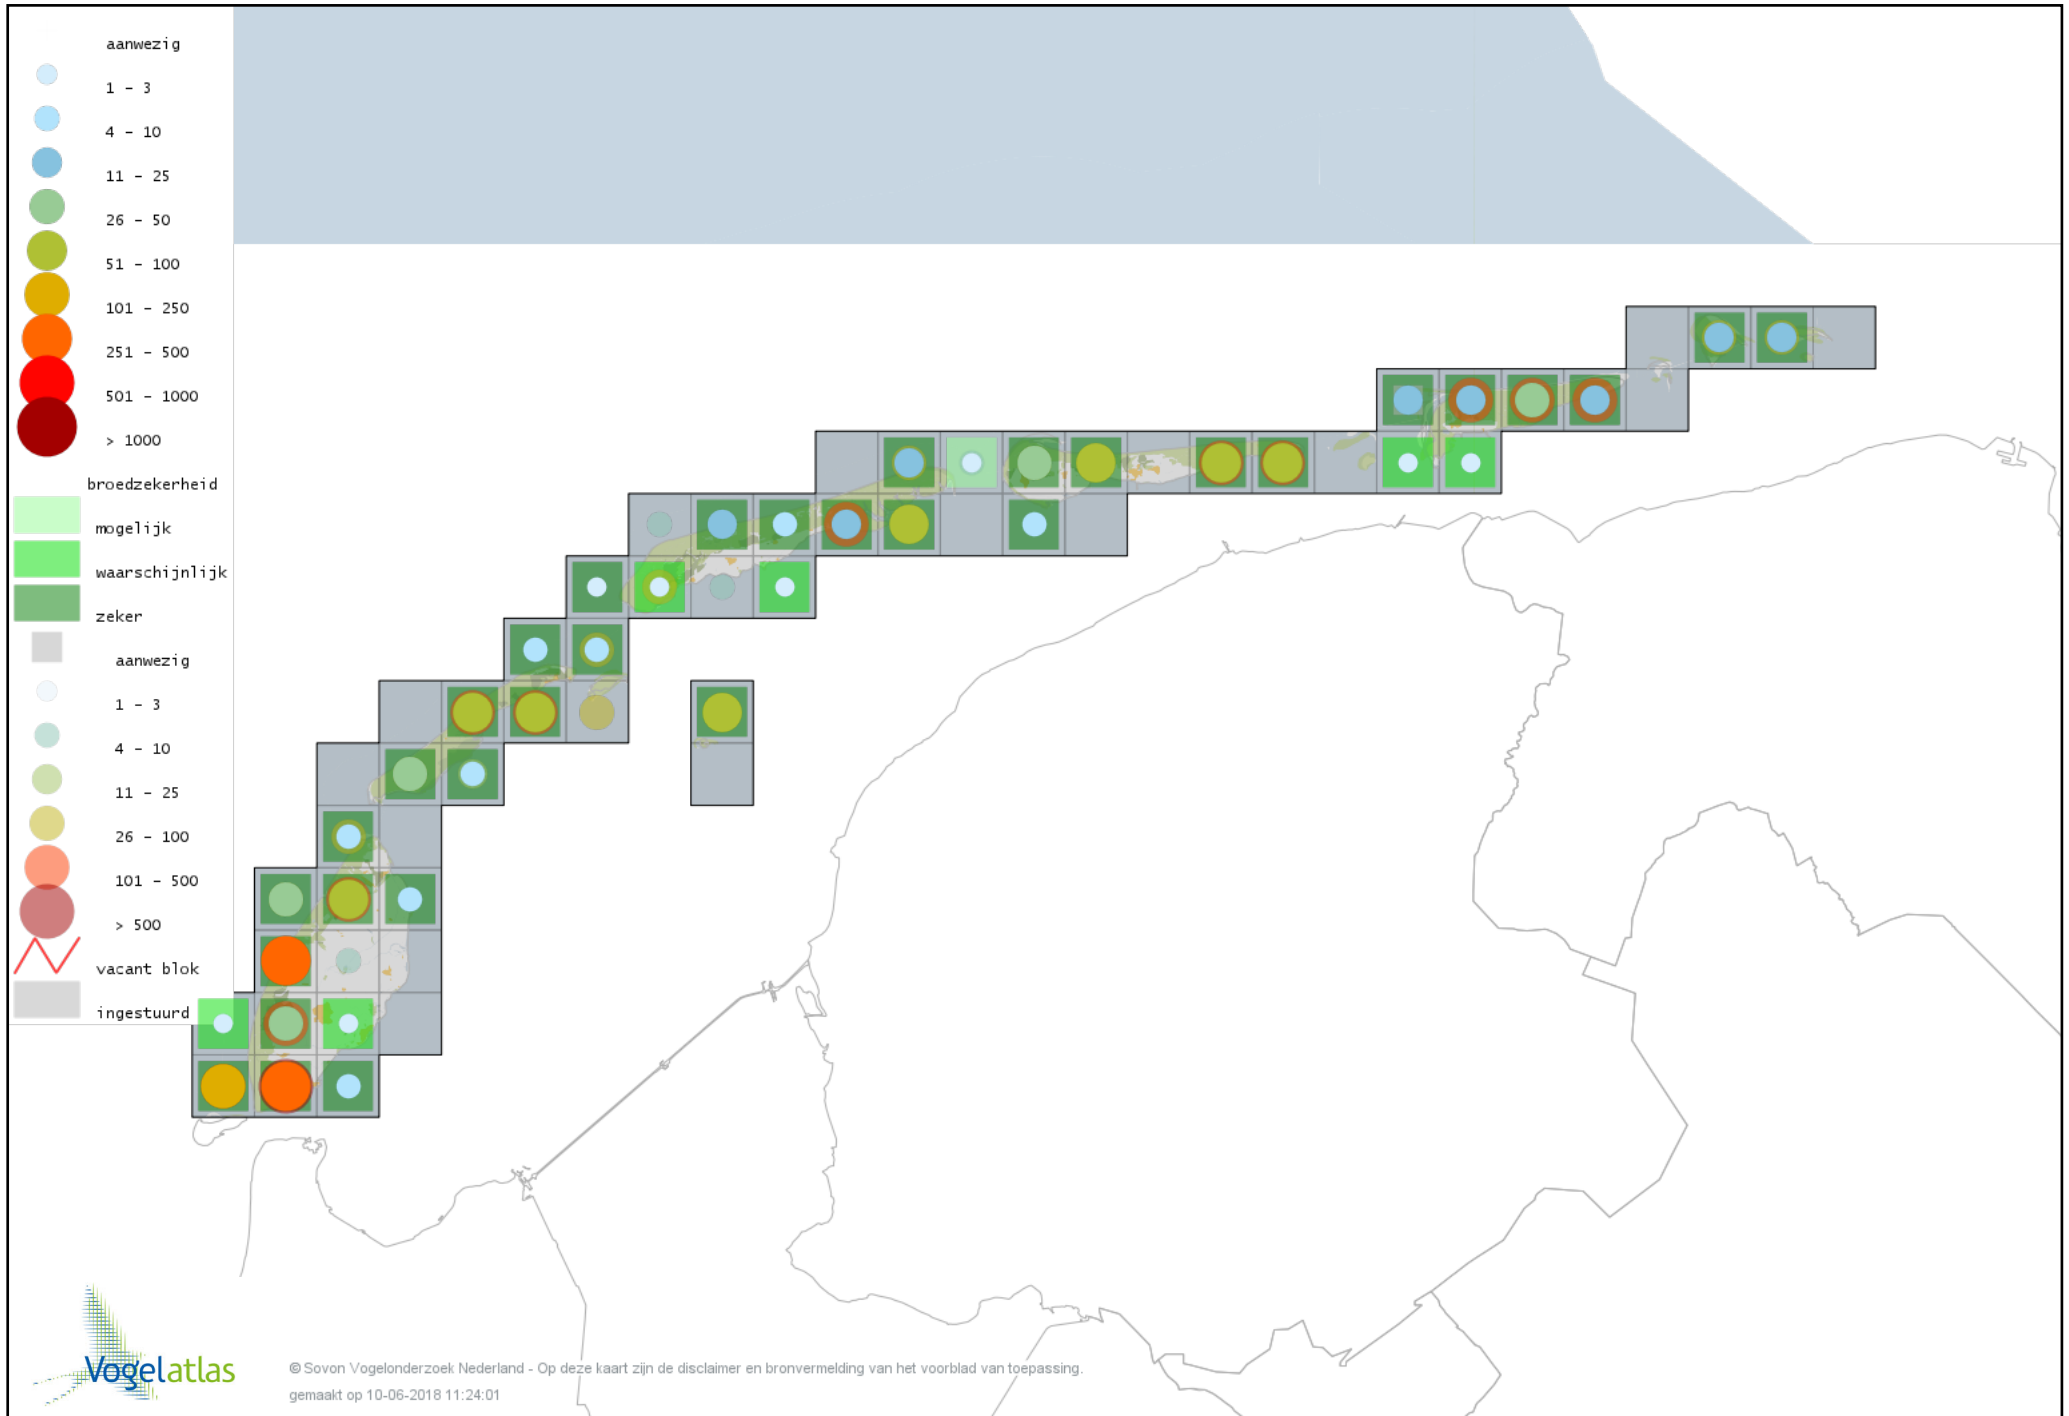 aanwezig
1 - 3
4 - 10
11 - 25
26 - 50
51 - 100
101 - 250
251 - 500
501 - 1000
> 1000
broedzekerheid
mogelijk
waarschijnlijk
zeker
aanwezig
1 - 3
4 - 10
11 - 25
26 - 100
101 - 500
> 500
vacant blok
ingestuurd
Vogelatlas
© Sovon Vogelonderzoek Nederland - Op deze kaart zijn de disclaimer en bronvermelding van het voorblad van toepassing.
gemaakt op 10-06-2018 11:24:01